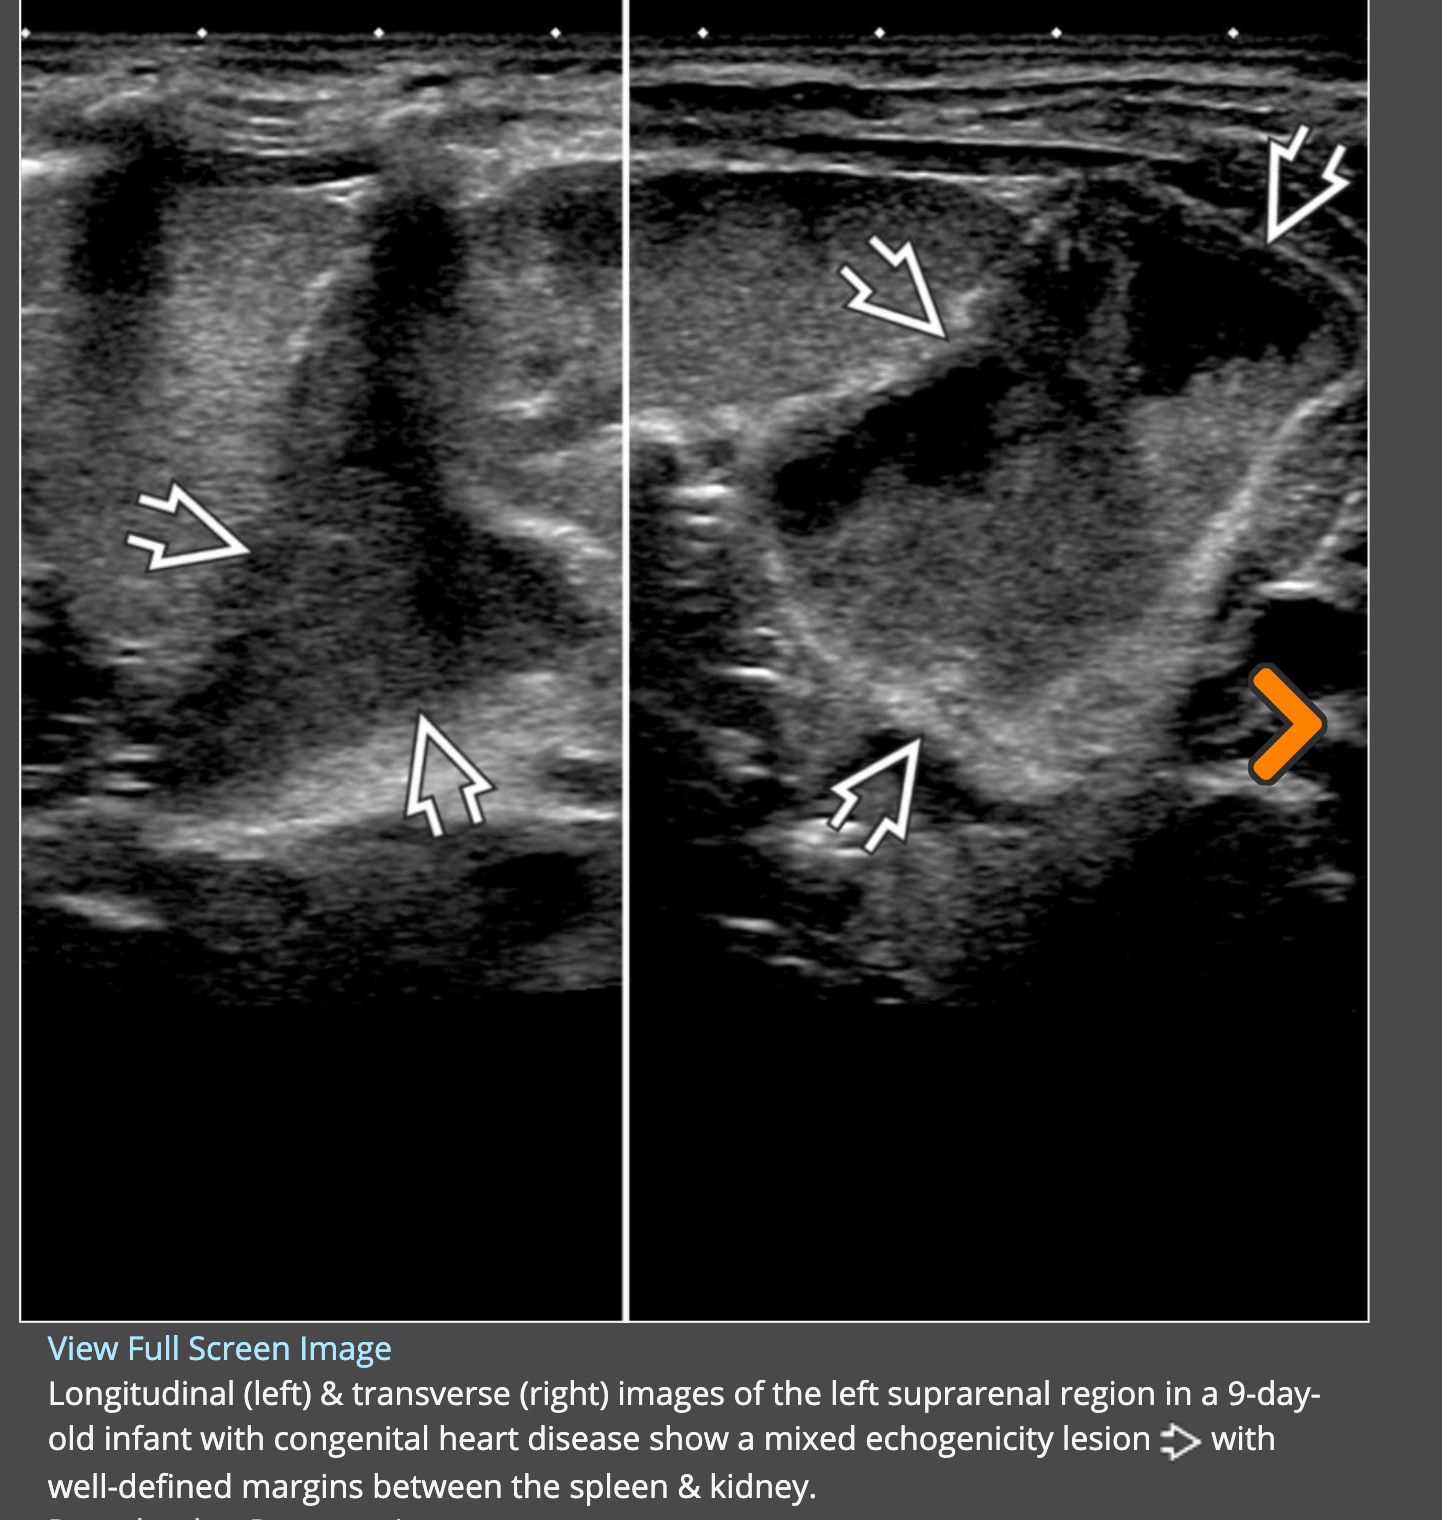 View Full Screen Image
Longitudinal (left) & transverse (right) images of the left suprarenal region in a 9-day-
old infant with congenital heart disease show a mixed echogenicity lesion with
well-defined margins between the spleen & kidney.